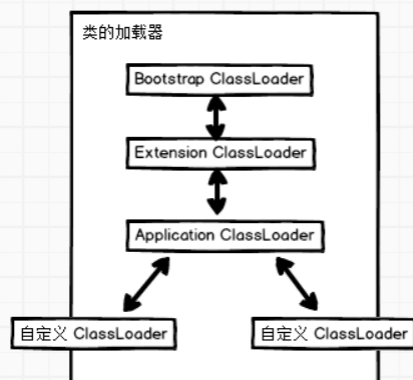 类的加载器
Bootstrap ClassLoader
Extension ClassLoader
Application ClassLoader
自定义 ClassLoader
自定义 ClassLoader